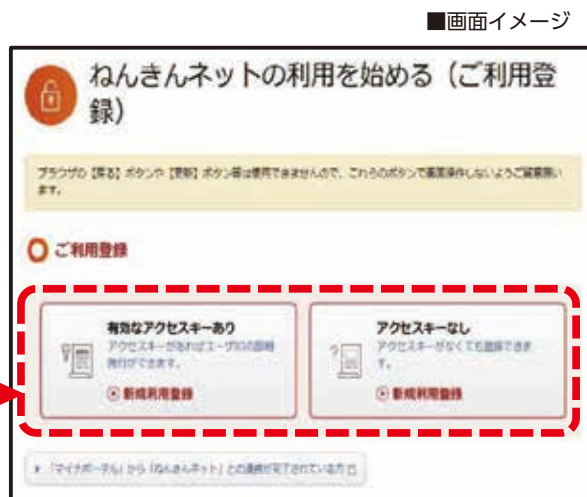 ■画面イメージ
ねんきんネットの利用を始める（ご利用登
録）
ブラウザの【戻る】ボタンや【更新】ボタン等は使用できませんので、これらのボタンで画面操作しないようご留意願い
ます。
ご利用登録
有効なアクセスキーあり
アクセスキーがあればユーザIDの即時
発行ができます。
新規利用登録
アクセスキーなし
アクセスキーがなくても登録できま
す。
新規利用登録
「マイナポータル」から「ねんきんネット」との連携が完了されている方